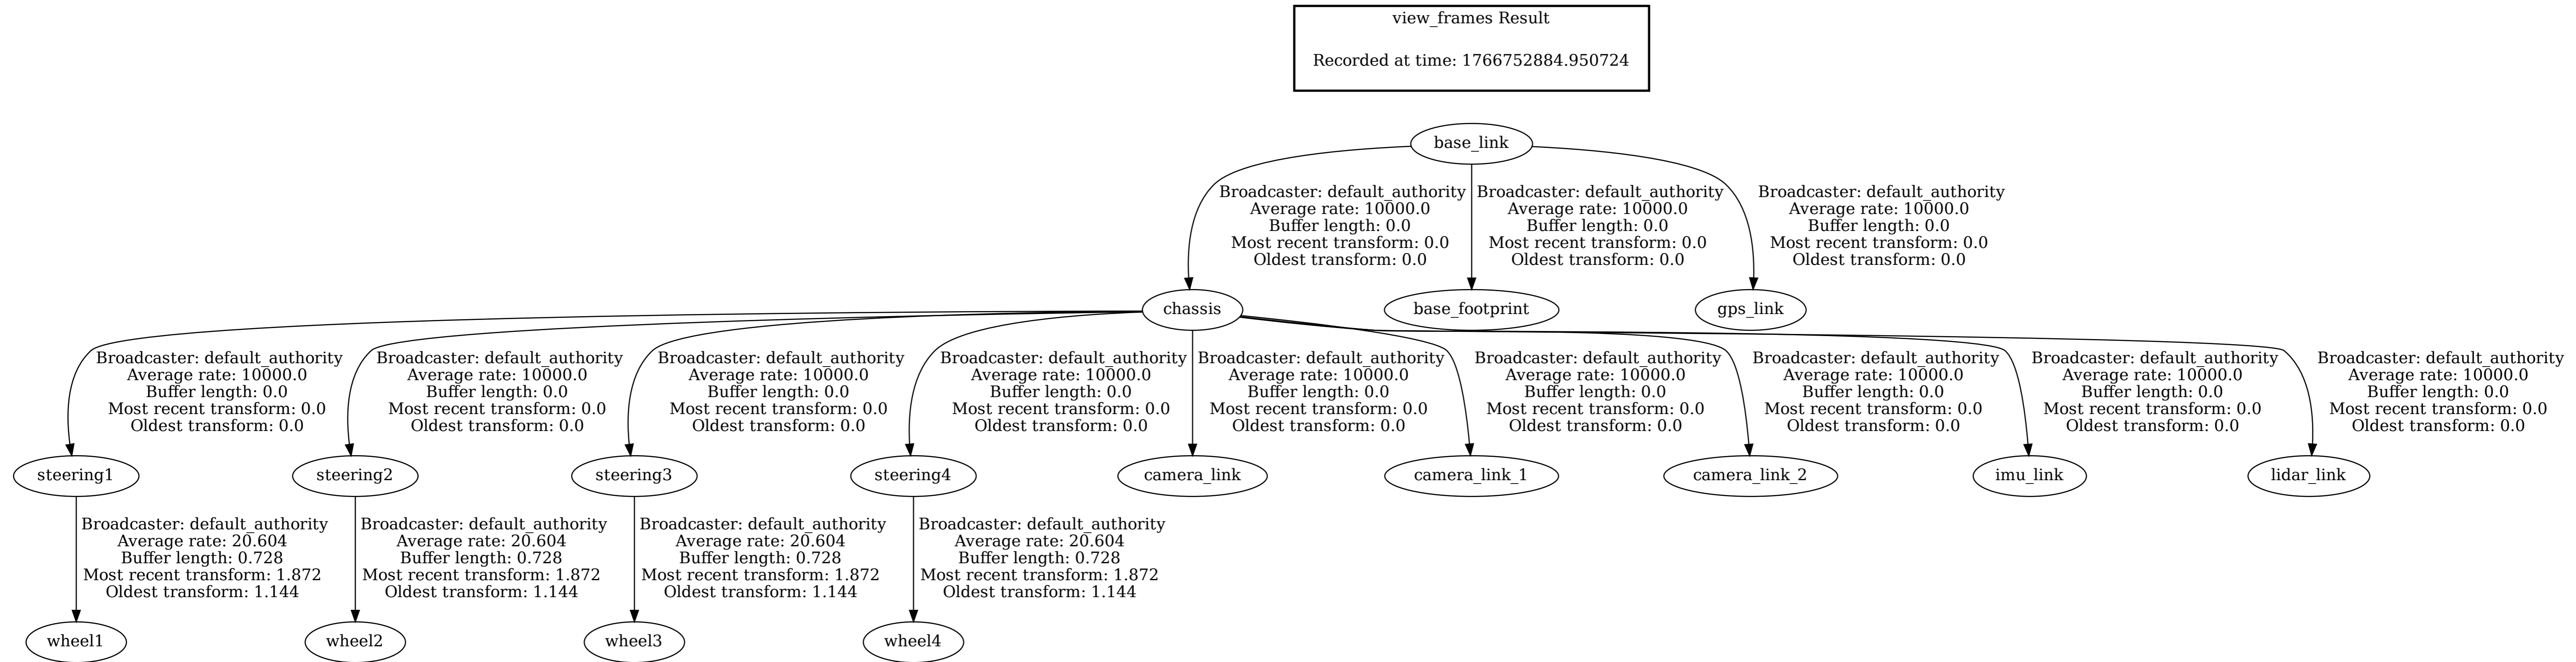 view_frames Result
Recorded at time: 1766752884.950724
base_link
Broadcaster: default_authority
Average rate: 10000.0
Buffer length: 0.0
Most recent transform: 0.0
Oldest transform: 0.0
Broadcaster: default_authority
Average rate: 10000.0
Buffer length: 0.0
Most recent transform: 0.0
Oldest transform: 0.0
Broadcaster: default_authority
Average rate: 10000.0
Buffer length: 0.0
Most recent transform: 0.0
Oldest transform: 0.0
chassis
base_footprint
gps_link
Broadcaster: default_authority
Average rate: 10000.0
Buffer length: 0.0
Most recent transform: 0.0
Oldest transform: 0.0
Broadcaster: default_authority
Average rate: 10000.0
Buffer length: 0.0
Most recent transform: 0.0
Oldest transform: 0.0
Broadcaster: default_authority
Average rate: 10000.0
Buffer length: 0.0
Most recent transform: 0.0
Oldest transform: 0.0
Broadcaster: default_authority
Average rate: 10000.0
Buffer length: 0.0
Most recent transform: 0.0
Oldest transform: 0.0
Broadcaster: default_authority
Average rate: 10000.0
Buffer length: 0.0
Most recent transform: 0.0
Oldest transform: 0.0
Broadcaster: default_authority
Average rate: 10000.0
Buffer length: 0.0
Most recent transform: 0.0
Oldest transform: 0.0
Broadcaster: default_authority
Average rate: 10000.0
Buffer length: 0.0
Most recent transform: 0.0
Oldest transform: 0.0
Broadcaster: default_authority
Average rate: 10000.0
Buffer length: 0.0
Most recent transform: 0.0
Oldest transform: 0.0
Broadcaster: default_authority
Average rate: 10000.0
Buffer length: 0.0
Most recent transform: 0.0
Oldest transform: 0.0
steering1
steering2
steering3
steering4
camera_link
camera_link_1
camera_link_2
imu_link
lidar_link
Broadcaster: default_authority
Average rate: 20.604
Buffer length: 0.728
Most recent transform: 1.872
Oldest transform: 1.144
Broadcaster: default_authority
Average rate: 20.604
Buffer length: 0.728
Most recent transform: 1.872
Oldest transform: 1.144
Broadcaster: default_authority
Average rate: 20.604
Buffer length: 0.728
Most recent transform: 1.872
Oldest transform: 1.144
Broadcaster: default_authority
Average rate: 20.604
Buffer length: 0.728
Most recent transform: 1.872
Oldest transform: 1.144
wheel1
wheel2
wheel3
wheel4